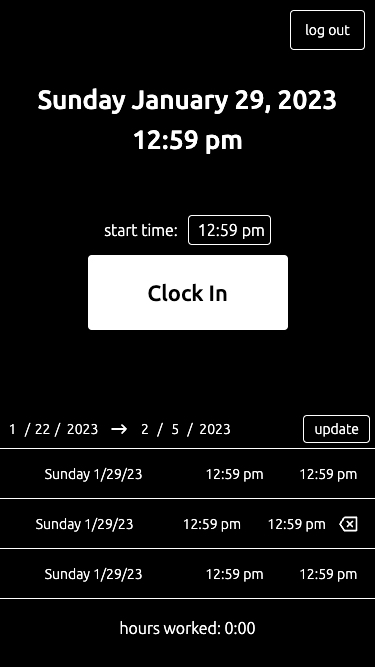 log out
Sunday January 29, 2023
12:59 pm
start time: 12:59 pm
Clock In
1 / 22 / 2023 → 2 / 5 / 2023 update
Sunday 1/29/23 12:59 pm 12:59 pm
Sunday 1/29/23 12:59 pm 12:59 pm
Sunday 1/29/23 12:59 pm 12:59 pm
hours worked: 0:00